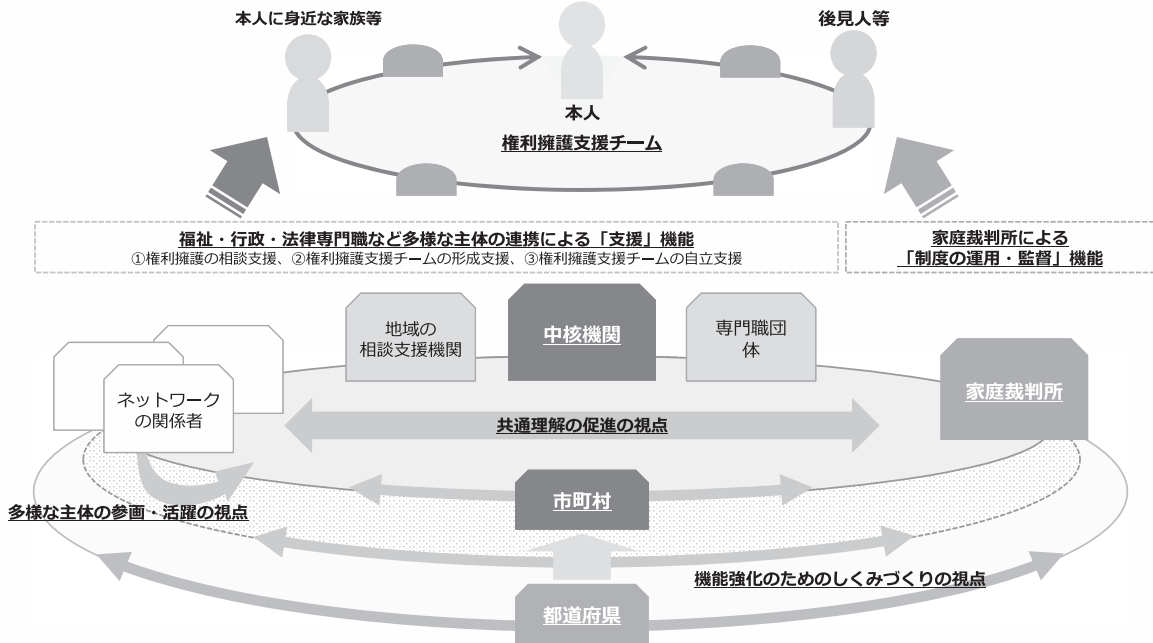 本人に身近な家族等
後見人等
本人
権利擁護支援チーム
福祉・行政・法律専門職など多様な主体の連携による「支援」機能
①権利擁護の相談支援、②権利擁護支援チームの形成支援、③権利擁護支援チームの自立支援
家庭裁判所による
「制度の運用・監督」機能
地域の
相談支援機関
中核機関
専門職団
体
家庭裁判所
ネットワーク
の関係者
共通理解の促進の視点
市町村
多様な主体の参画・活躍の視点
機能強化のためのしくみづくりの視点
都道府県